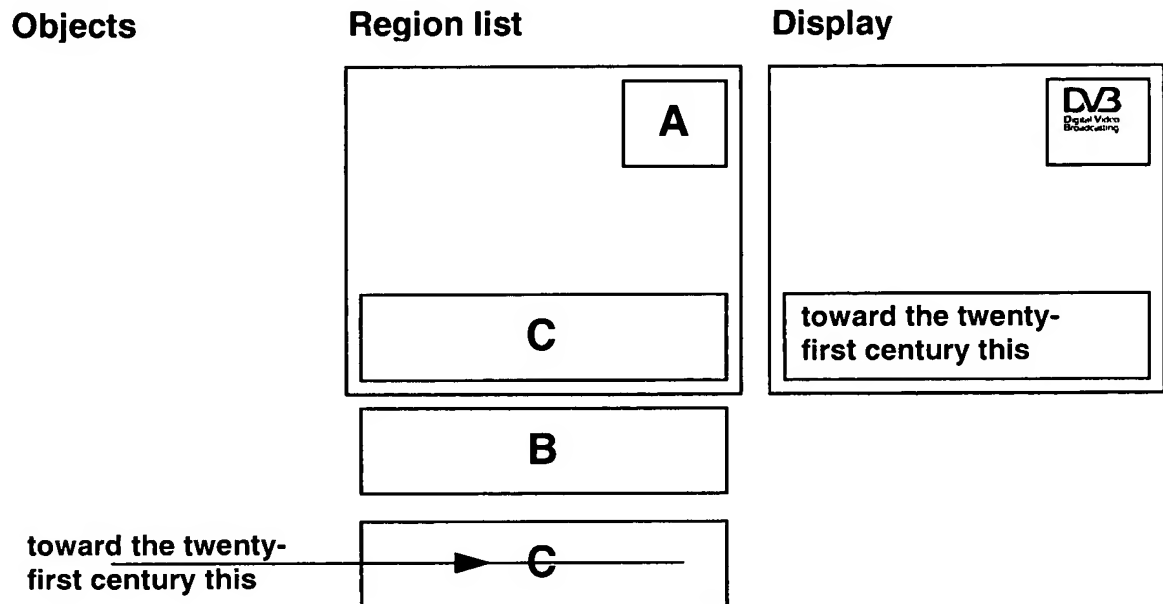 Objects
Region list
Display
A
DVB
Digital Video
Broadcasting
C
toward the twenty-
first century this
B
toward the twenty-
first century this
C